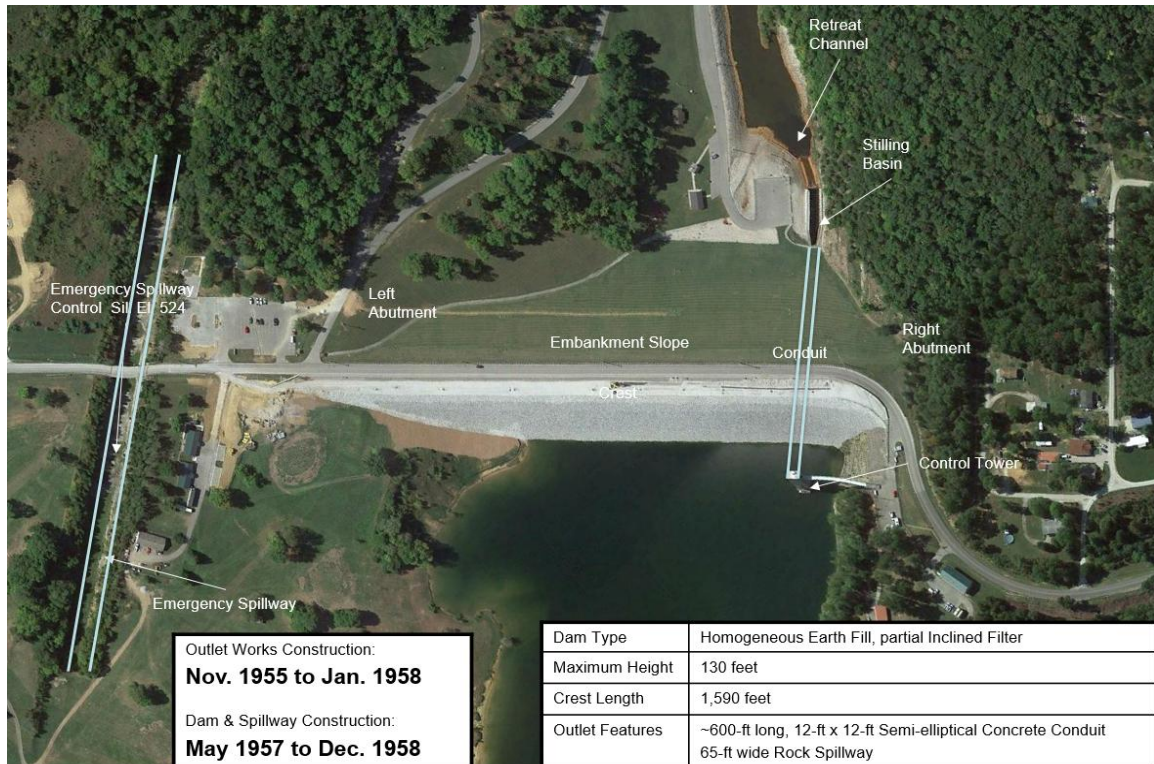 Retreat
Channel
Stilling
Basin
Emergency Spillway
Control Sill El 524
Left
Abutment
Embankment Slope
Conduit
Right
Abutment
Crest
Control Tower
Emergency Spillway
Outlet Works Construction:
Nov. 1955 to Jan. 1958
Dam & Spillway Construction:
May 1957 to Dec. 1958
Dam Type Homogeneous Earth Fill, partial Inclined Filter
Maximum Height 130 feet
Crest Length 1,590 feet
Outlet Features ~600-ft long, 12-ft x 12-ft Semi-elliptical Concrete Conduit
65-ft wide Rock Spillway